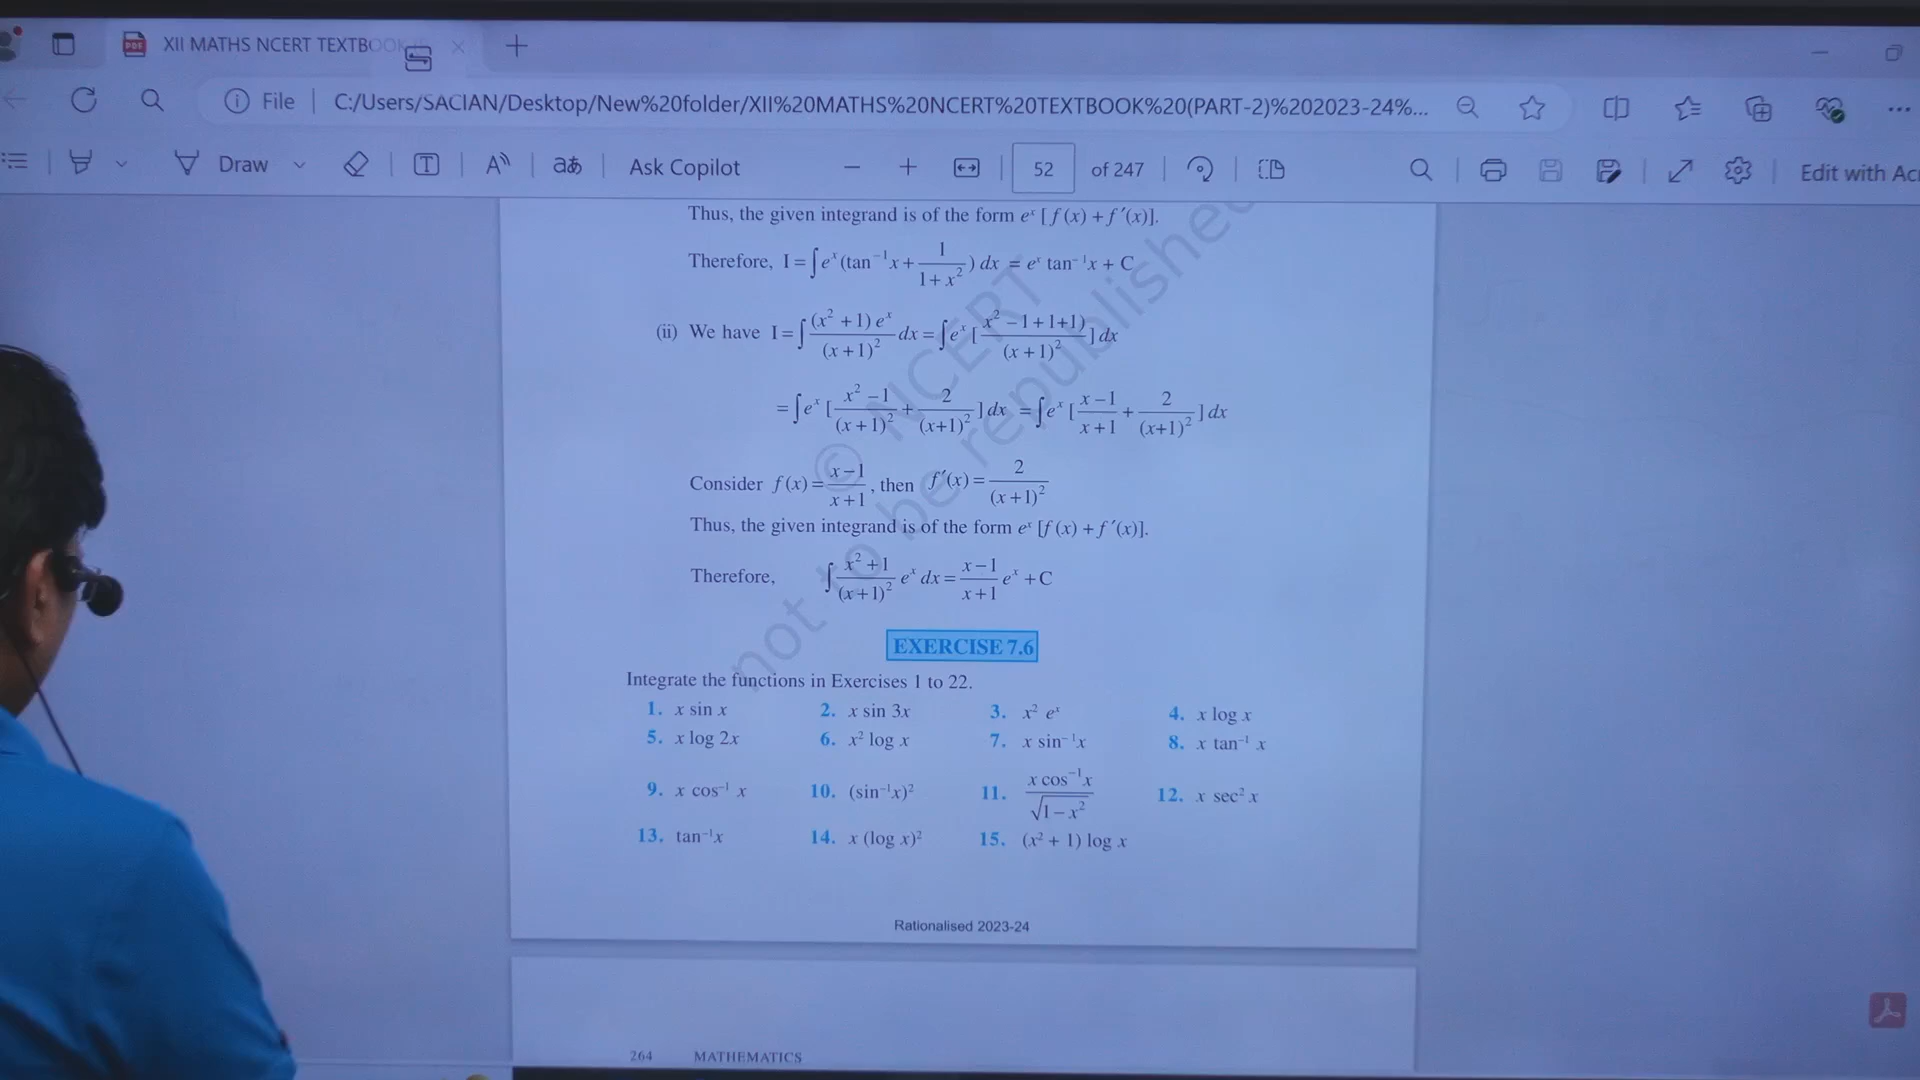 XII MATHS NCERT TEXTBOOK
File | C:/Users/SACIAN/Desktop/New%20folder/XII%20MATHS%20NCERT%20TEXTBOOK%20(PART-2)%202023-24%...
Draw Ask Copilot − + 52 of 247 Edit with Acr
Thus, the given integrand is of the form eˣ [ f (x) + f ′(x)].
Therefore, I = ∫ eˣ (tan⁻¹x + 1/(1+x²)) dx = eˣ tan⁻¹x + C
(ii) We have I = ∫ (x² +1) eˣ/(x+1)² dx = ∫ eˣ [ (x² −1+1+1)/(x+1)² ] dx
= ∫ eˣ [ (x² −1)/(x+1)² + 2/(x+1)² ] dx = ∫ eˣ [ (x−1)/(x+1) + 2/(x+1)² ] dx
Consider f (x) = (x−1)/(x+1) , then f ′(x) = 2/(x+1)²
Thus, the given integrand is of the form eˣ [f (x) + f ′(x)].
Therefore, ∫ (x² +1)/(x+1)² eˣ dx = (x−1)/(x+1) eˣ + C
EXERCISE 7.6
Integrate the functions in Exercises 1 to 22.
1. x sin x 2. x sin 3x 3. x² eˣ 4. x log x
5. x log 2x 6. x² log x 7. x sin⁻¹x 8. x tan⁻¹ x
9. x cos⁻¹ x 10. (sin⁻¹x)² 11. x cos⁻¹x/√(1−x²) 12. x sec² x
13. tan⁻¹x 14. x (log x)² 15. (x² + 1) log x
Rationalised 2023-24
264 MATHEMATICS
© NCERT
not to be republished